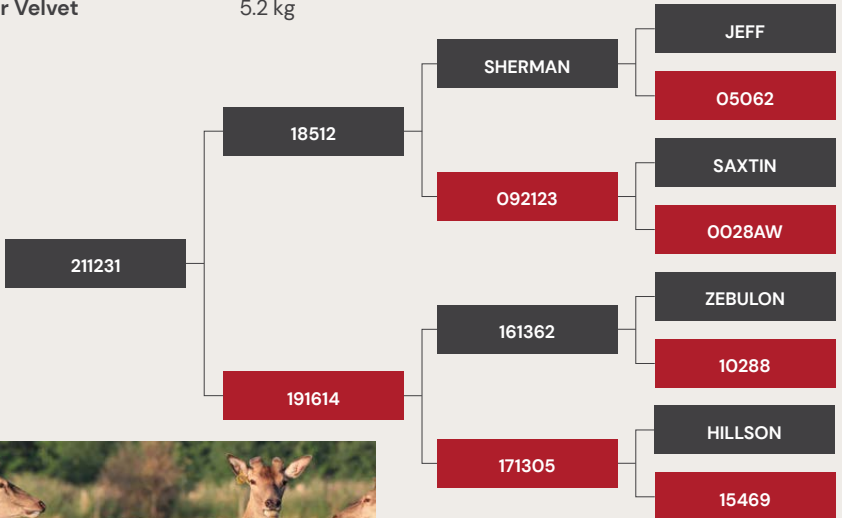 r Velvet 5.2 kg
JEFF
SHERMAN
05062
18512
SAXTIN
092123
0028AW
211231
ZEBULON
161362
10288
191614
HILLSON
171305
15469